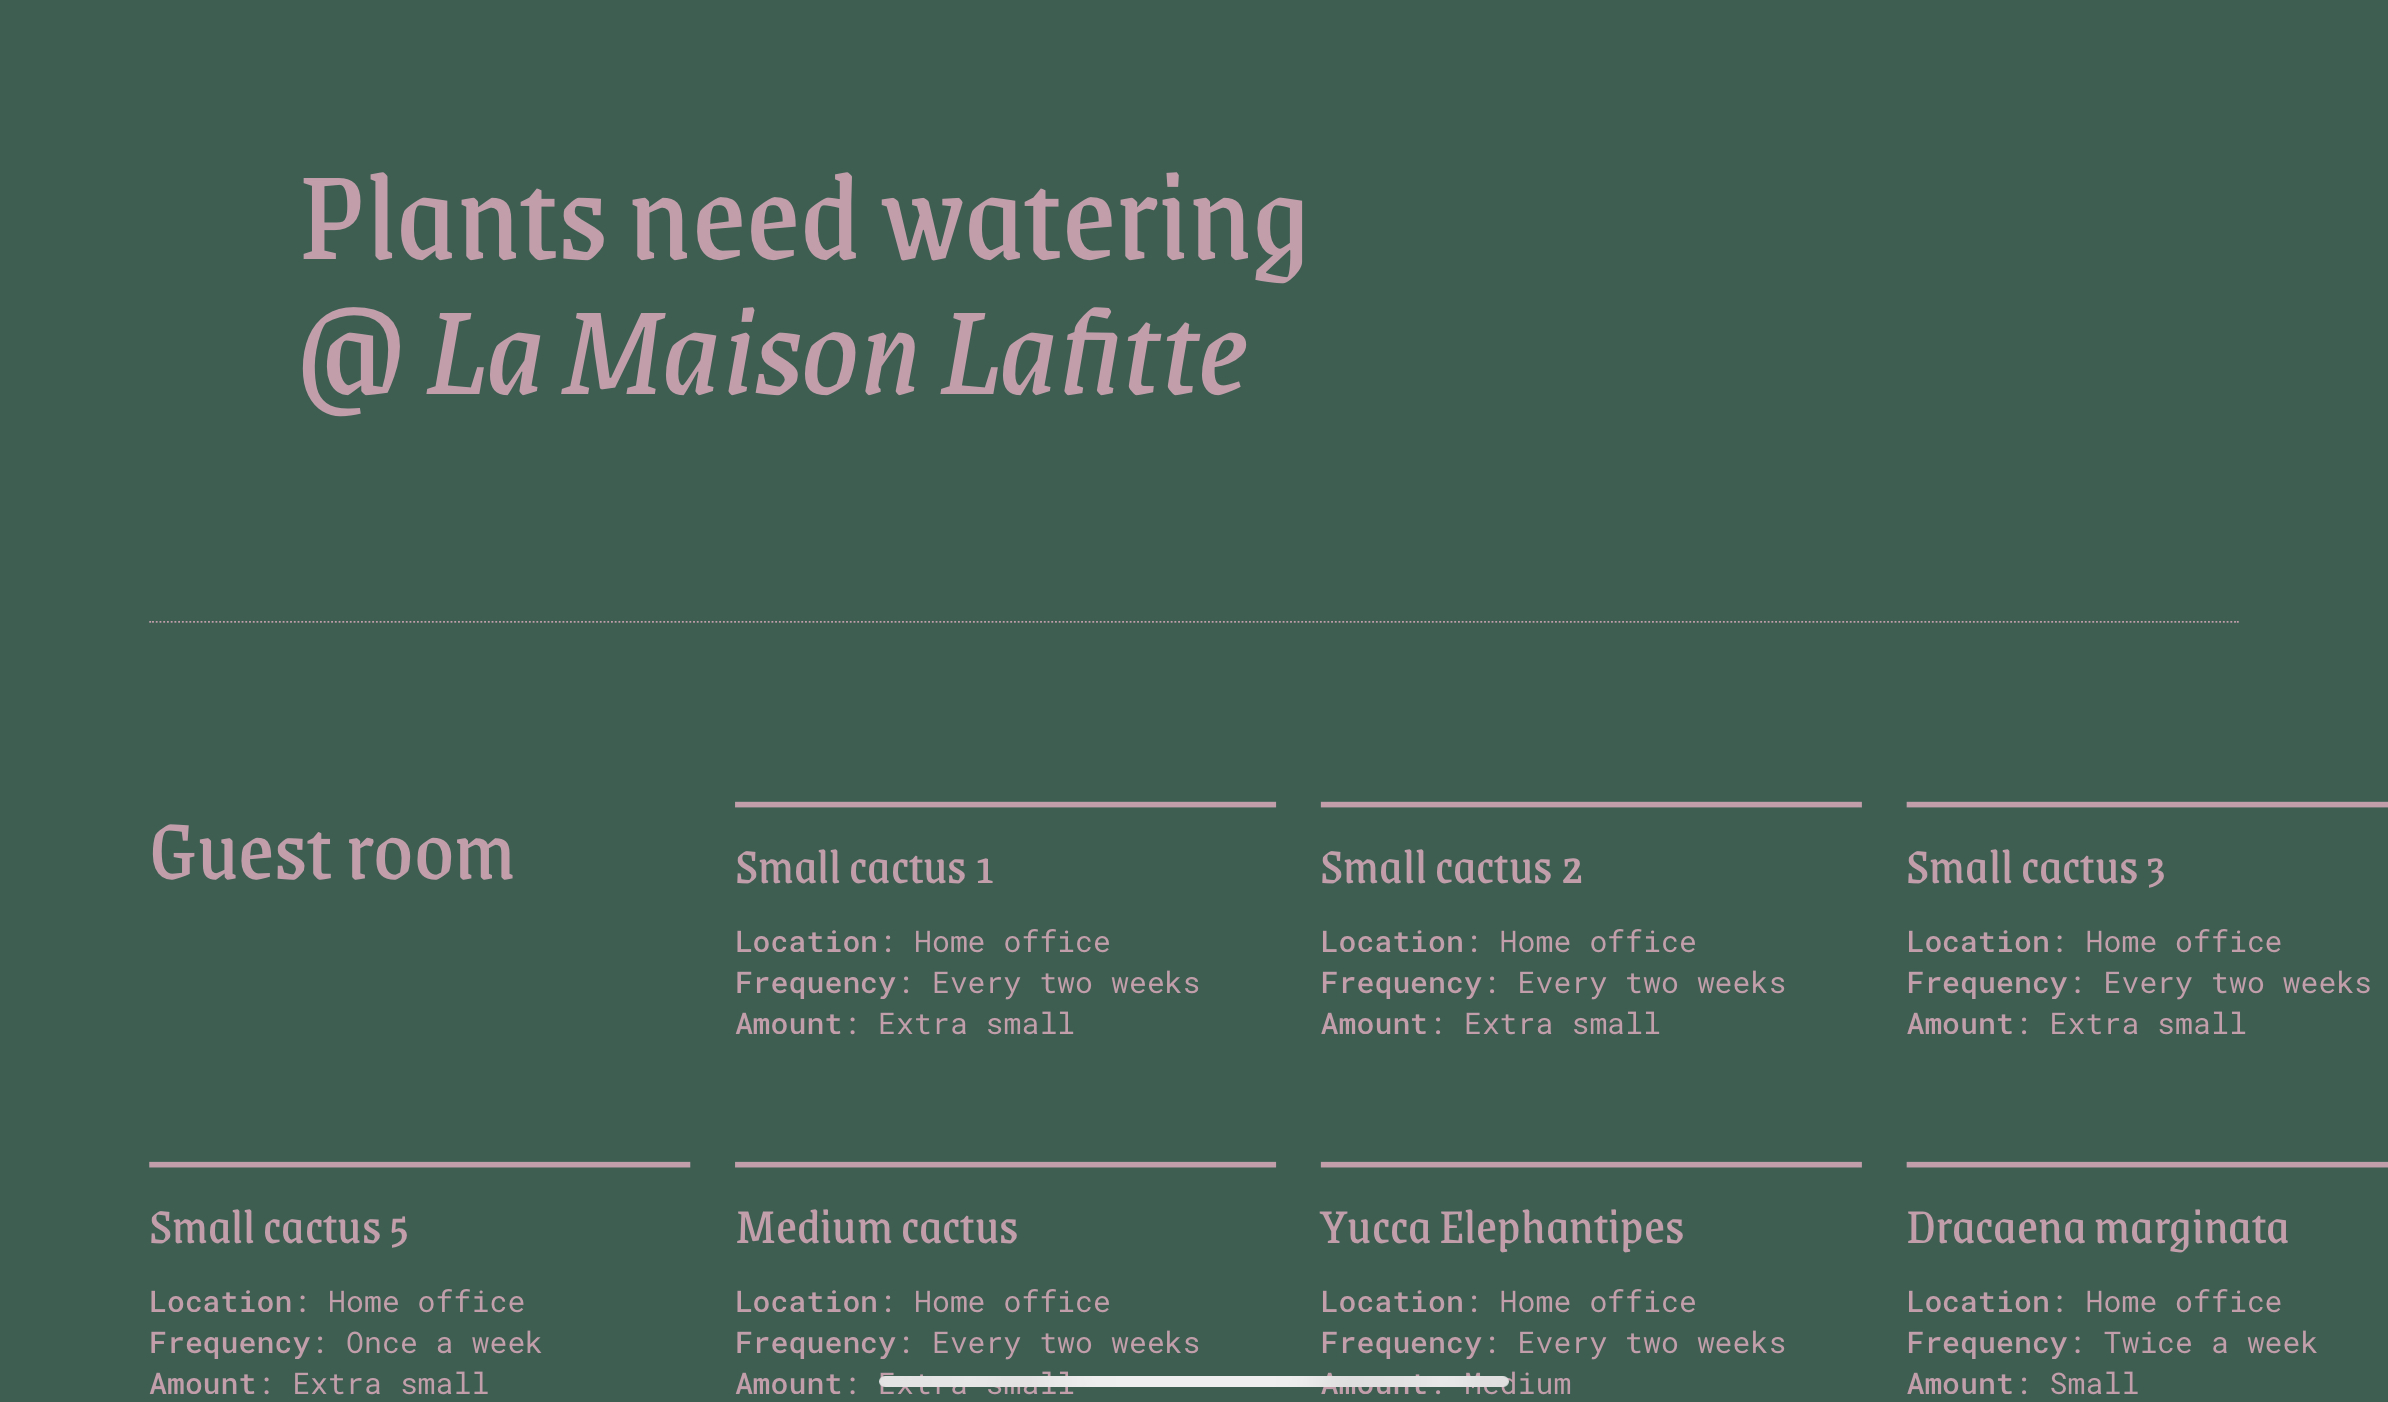 Plants need watering
@ La Maison Lafitte
Guest room
Small cactus 1
Location: Home office
Frequency: Every two weeks
Amount: Extra small
Small cactus 2
Location: Home office
Frequency: Every two weeks
Amount: Extra small
Small cactus 3
Location: Home office
Frequency: Every two weeks
Amount: Extra small
Small cactus 5
Location: Home office
Frequency: Once a week
Amount: Extra small
Medium cactus
Location: Home office
Frequency: Every two weeks
Amount: Extra small
Yucca Elephantipes
Location: Home office
Frequency: Every two weeks
Amount: Medium
Dracaena marginata
Location: Home office
Frequency: Twice a week
Amount: Small